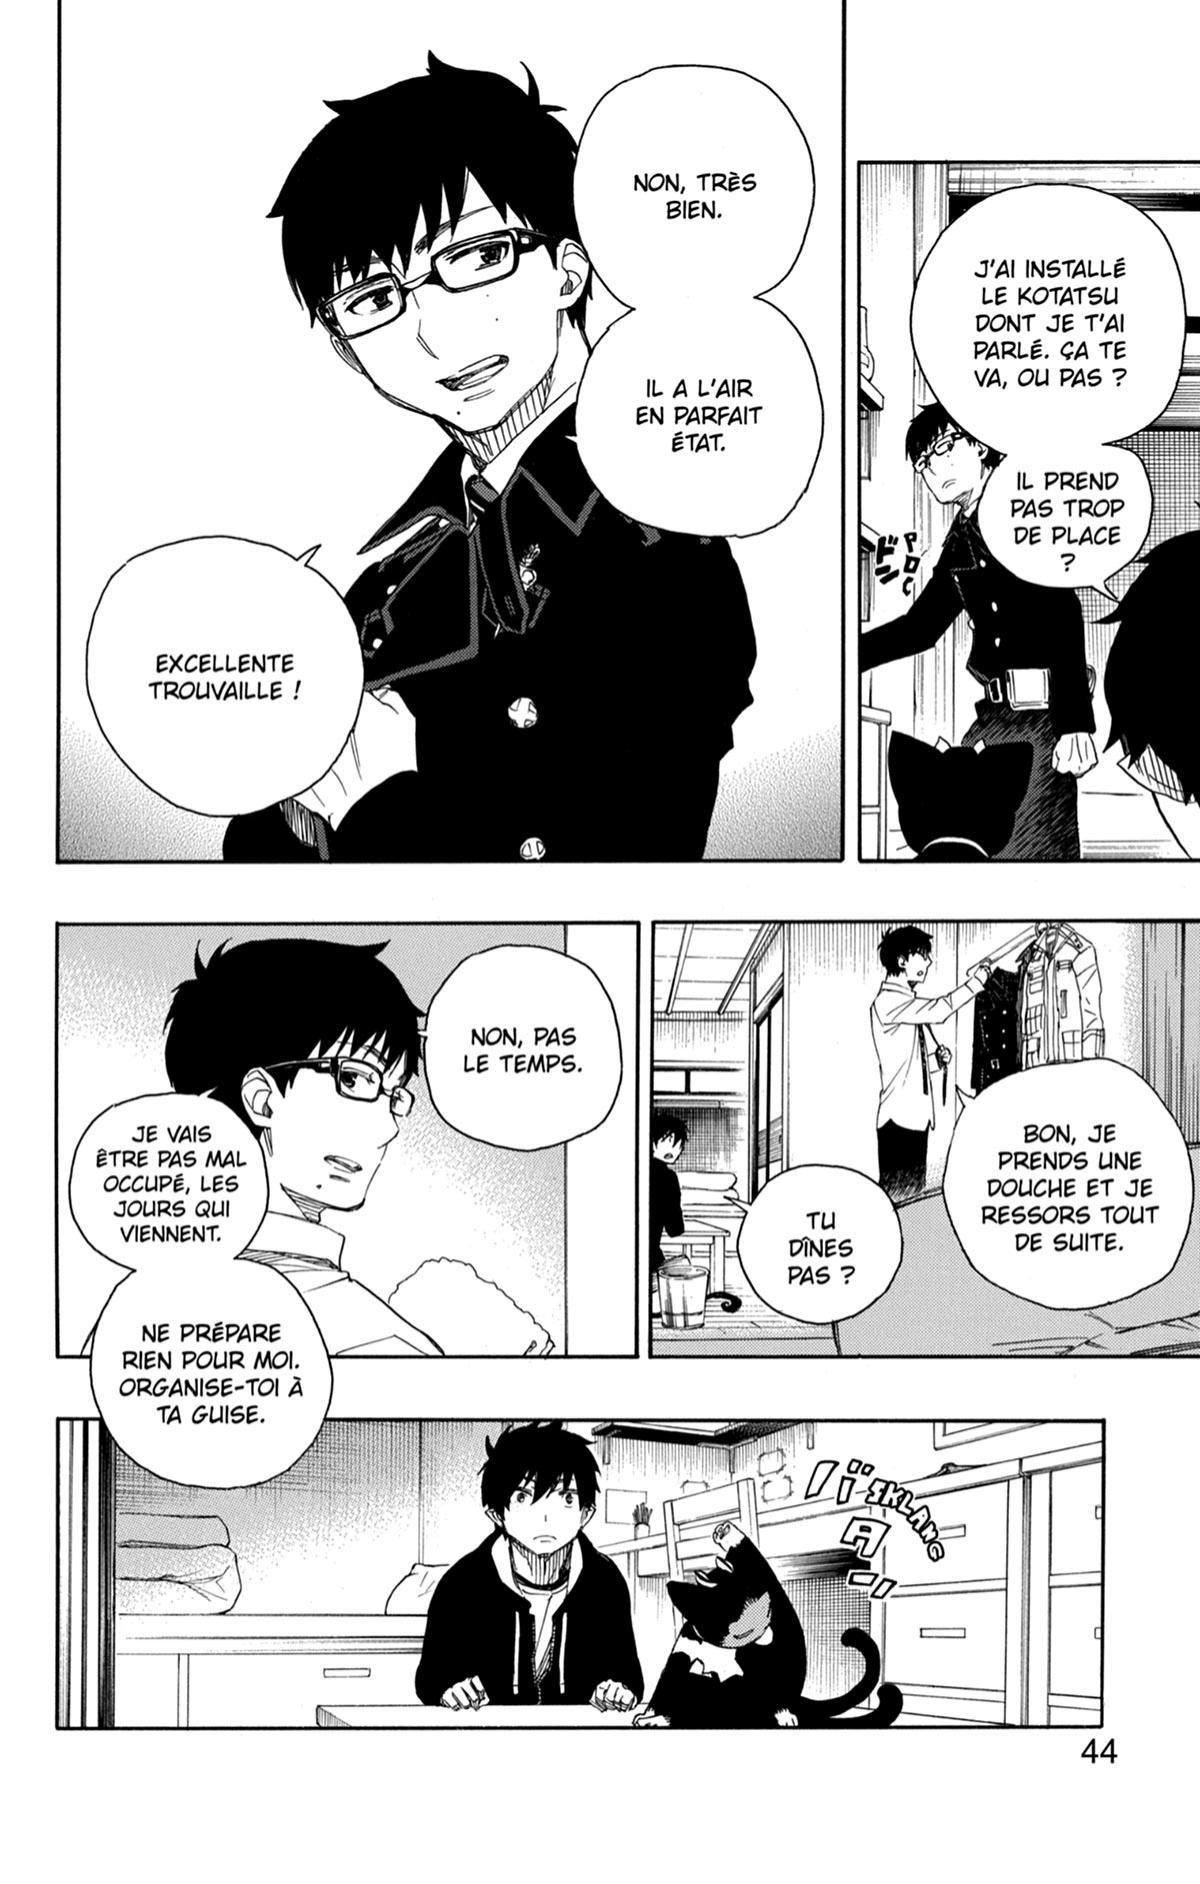 J'AI INSTALLÉ
LE KOTATSU
DONT JE T'AI
PARLÉ. ÇA TE
VA, OU PAS ?
IL PREND
PAS TROP
DE PLACE
?
ドン
POC
NON, TRÈS
BIEN.
IL A L'AIR
EN PARFAIT
ÉTAT.
EXCELLENTE
TROUVAILLE !
BON, JE
PRENDS UNE
DOUCHE ET JE
RESSORS TOUT
DE SUITE.
TU
DÎNES
PAS ?
NON, PAS
LE TEMPS.
JE VAIS
ÊTRE PAS MAL
OCCUPÉ, LES
JOURS QUI
VIENNENT.
NE PRÉPARE
RIEN POUR MOI.
ORGANISE-TOI À
TA GUISE.
SKLANG
44